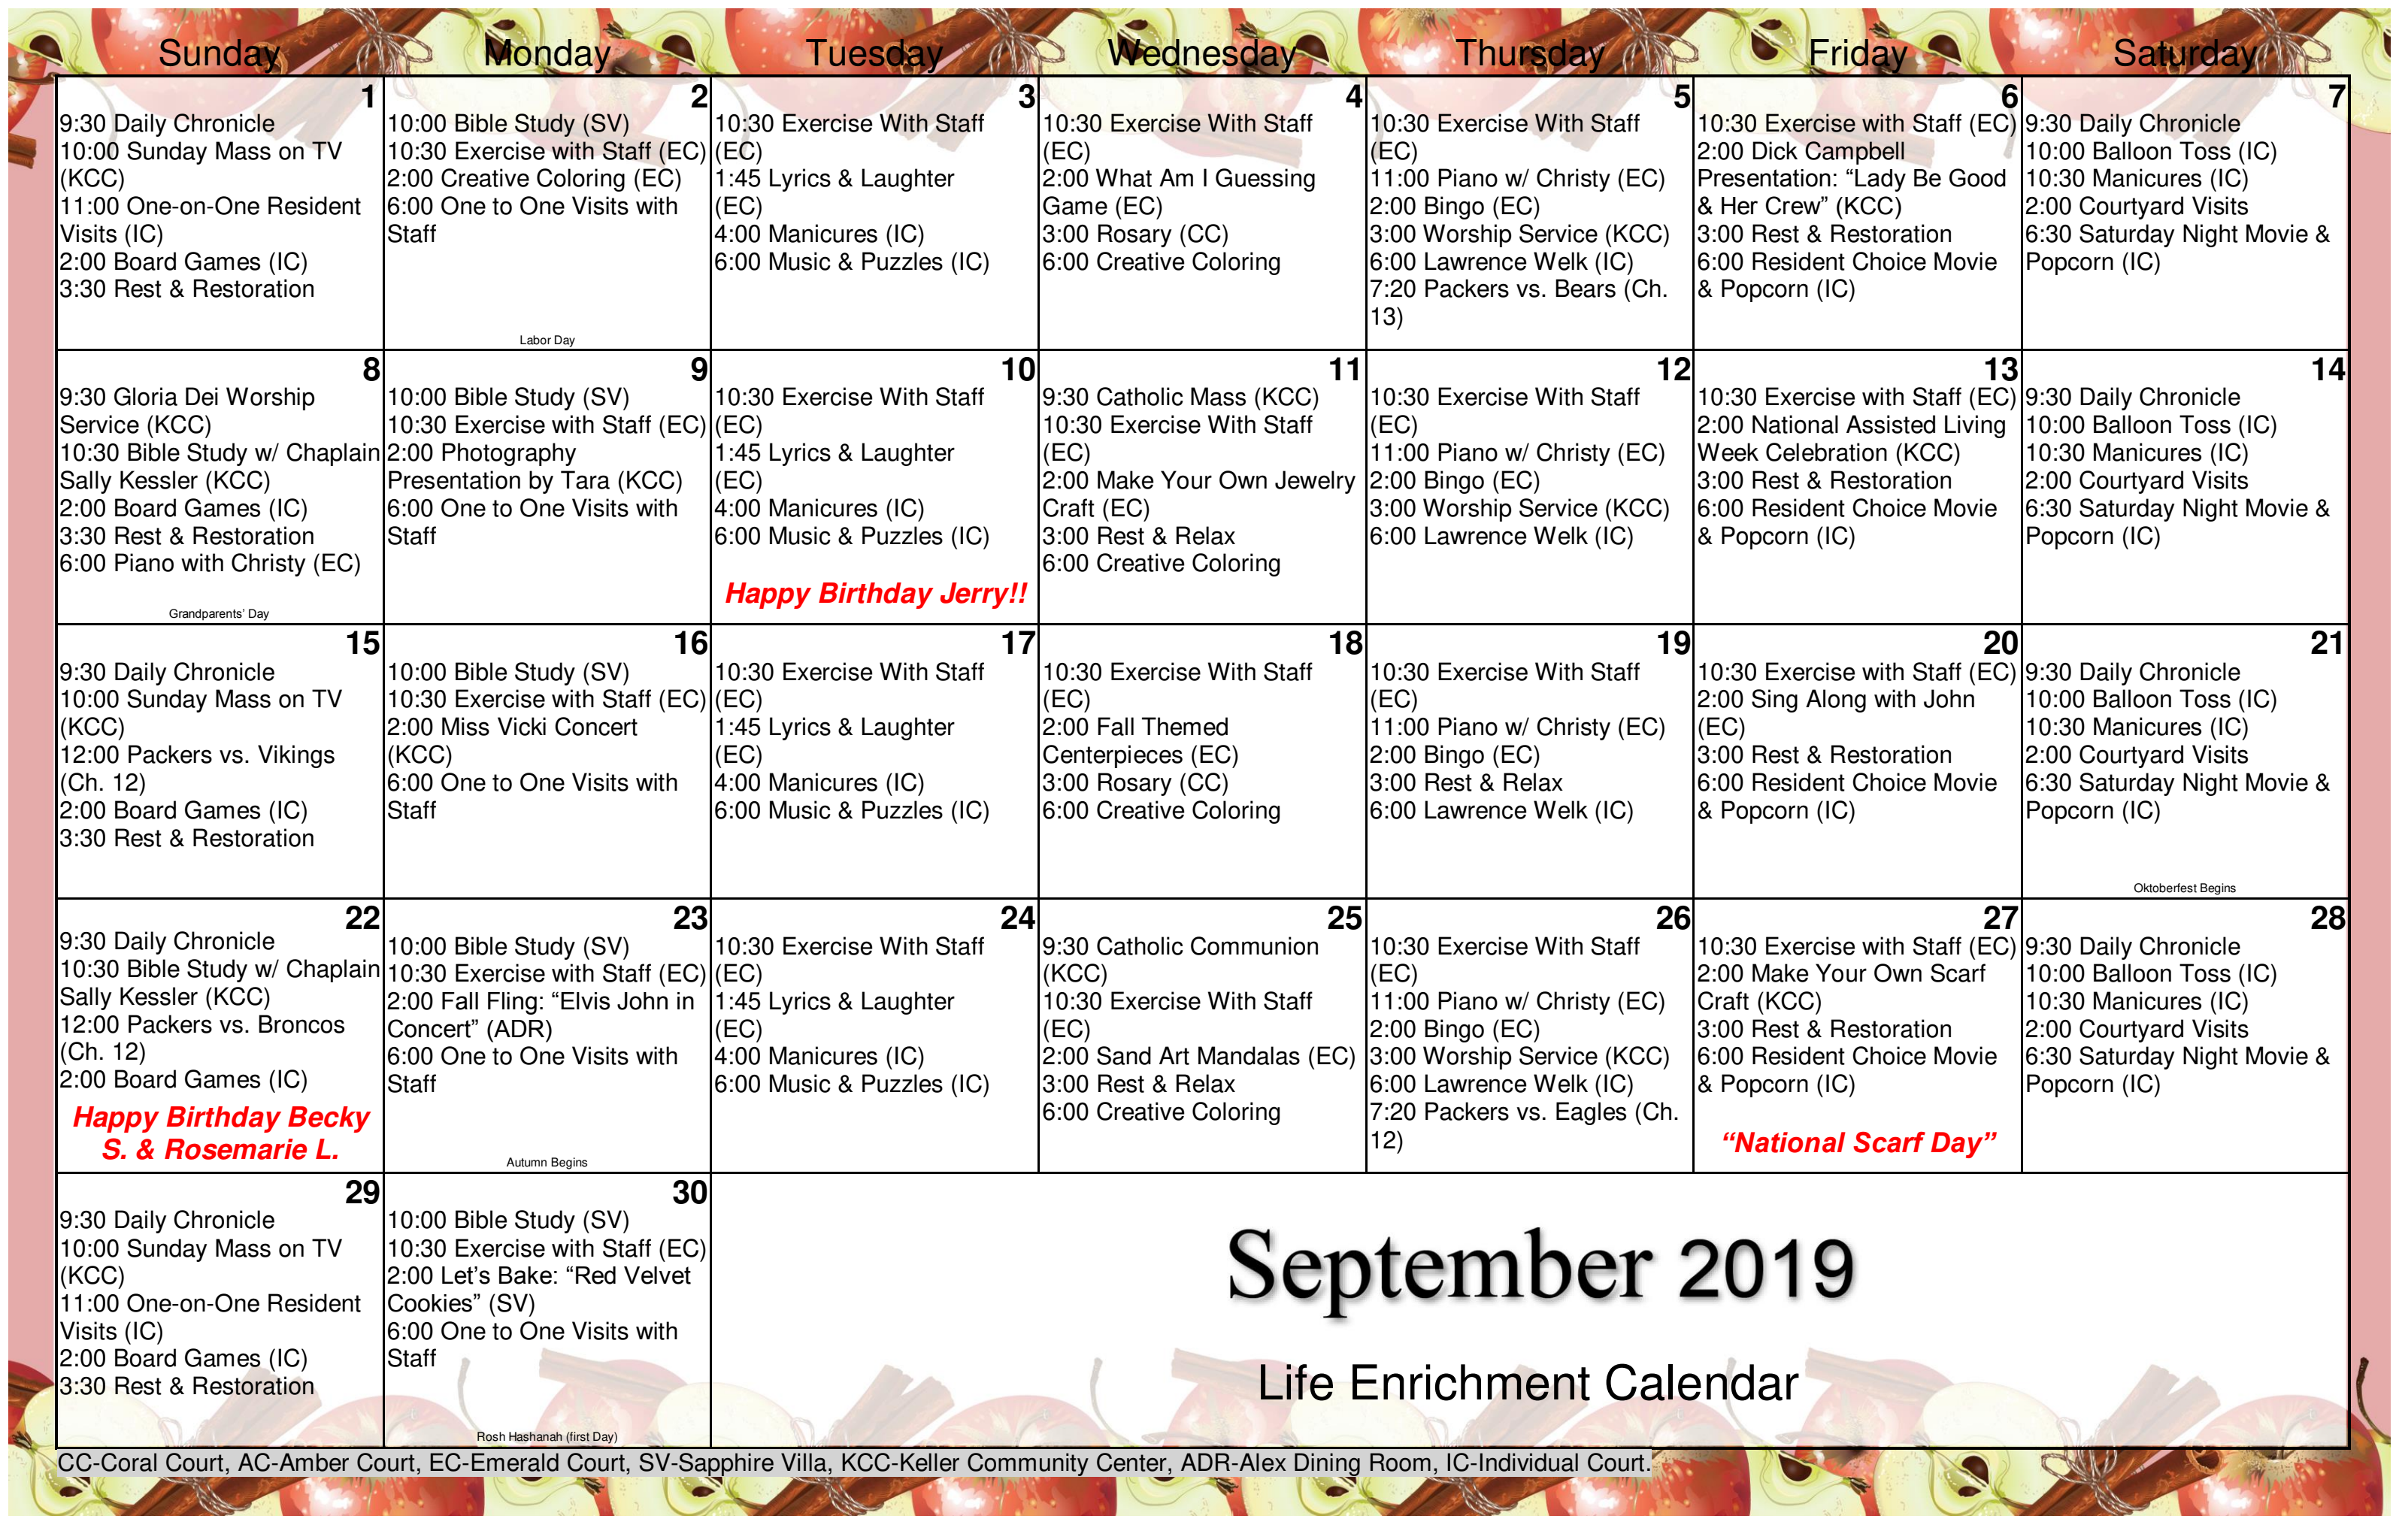 Sunday Monday Tuesday Wednesday Thursday Friday Saturday
1
9:30 Daily Chronicle
10:00 Sunday Mass on TV
(KCC)
11:00 One-on-One Resident
Visits (IC)
2:00 Board Games (IC)
3:30 Rest & Restoration
2
10:00 Bible Study (SV)
10:30 Exercise with Staff (EC)
2:00 Creative Coloring (EC)
6:00 One to One Visits with
Staff
Labor Day
3
10:30 Exercise With Staff
(EC)
1:45 Lyrics & Laughter
(EC)
4:00 Manicures (IC)
6:00 Music & Puzzles (IC)
4
10:30 Exercise With Staff
(EC)
2:00 What Am I Guessing
Game (EC)
3:00 Rosary (CC)
6:00 Creative Coloring
5
10:30 Exercise With Staff
(EC)
11:00 Piano w/ Christy (EC)
2:00 Bingo (EC)
3:00 Worship Service (KCC)
6:00 Lawrence Welk (IC)
7:20 Packers vs. Bears (Ch.
13)
6
10:30 Exercise with Staff (EC)
2:00 Dick Campbell
Presentation: “Lady Be Good
& Her Crew” (KCC)
3:00 Rest & Restoration
6:00 Resident Choice Movie
& Popcorn (IC)
7
9:30 Daily Chronicle
10:00 Balloon Toss (IC)
10:30 Manicures (IC)
2:00 Courtyard Visits
6:30 Saturday Night Movie &
Popcorn (IC)
8
9:30 Gloria Dei Worship
Service (KCC)
10:30 Bible Study w/ Chaplain
Sally Kessler (KCC)
2:00 Board Games (IC)
3:30 Rest & Restoration
6:00 Piano with Christy (EC)
Grandparents’ Day
9
10:00 Bible Study (SV)
10:30 Exercise with Staff (EC)
2:00 Photography
Presentation by Tara (KCC)
6:00 One to One Visits with
Staff
10
10:30 Exercise With Staff
(EC)
1:45 Lyrics & Laughter
(EC)
4:00 Manicures (IC)
6:00 Music & Puzzles (IC)
Happy Birthday Jerry!!
11
9:30 Catholic Mass (KCC)
10:30 Exercise With Staff
(EC)
2:00 Make Your Own Jewelry
Craft (EC)
3:00 Rest & Relax
6:00 Creative Coloring
12
10:30 Exercise With Staff
(EC)
11:00 Piano w/ Christy (EC)
2:00 Bingo (EC)
3:00 Worship Service (KCC)
6:00 Lawrence Welk (IC)
13
10:30 Exercise with Staff (EC)
2:00 National Assisted Living
Week Celebration (KCC)
3:00 Rest & Restoration
6:00 Resident Choice Movie
& Popcorn (IC)
14
9:30 Daily Chronicle
10:00 Balloon Toss (IC)
10:30 Manicures (IC)
2:00 Courtyard Visits
6:30 Saturday Night Movie &
Popcorn (IC)
15
9:30 Daily Chronicle
10:00 Sunday Mass on TV
(KCC)
12:00 Packers vs. Vikings
(Ch. 12)
2:00 Board Games (IC)
3:30 Rest & Restoration
16
10:00 Bible Study (SV)
10:30 Exercise with Staff (EC)
2:00 Miss Vicki Concert
(KCC)
6:00 One to One Visits with
Staff
17
10:30 Exercise With Staff
(EC)
1:45 Lyrics & Laughter
(EC)
4:00 Manicures (IC)
6:00 Music & Puzzles (IC)
18
10:30 Exercise With Staff
(EC)
2:00 Fall Themed
Centerpieces (EC)
3:00 Rosary (CC)
6:00 Creative Coloring
19
10:30 Exercise With Staff
(EC)
11:00 Piano w/ Christy (EC)
2:00 Bingo (EC)
3:00 Rest & Relax
6:00 Lawrence Welk (IC)
20
10:30 Exercise with Staff (EC)
2:00 Sing Along with John
(EC)
3:00 Rest & Restoration
6:00 Resident Choice Movie
& Popcorn (IC)
21
9:30 Daily Chronicle
10:00 Balloon Toss (IC)
10:30 Manicures (IC)
2:00 Courtyard Visits
6:30 Saturday Night Movie &
Popcorn (IC)
Oktoberfest Begins
22
9:30 Daily Chronicle
10:30 Bible Study w/ Chaplain
Sally Kessler (KCC)
12:00 Packers vs. Broncos
(Ch. 12)
2:00 Board Games (IC)
Happy Birthday Becky
S. & Rosemarie L.
23
10:00 Bible Study (SV)
10:30 Exercise with Staff (EC)
2:00 Fall Fling: “Elvis John in
Concert” (ADR)
6:00 One to One Visits with
Staff
Autumn Begins
24
10:30 Exercise With Staff
(EC)
1:45 Lyrics & Laughter
(EC)
4:00 Manicures (IC)
6:00 Music & Puzzles (IC)
25
9:30 Catholic Communion
(KCC)
10:30 Exercise With Staff
(EC)
2:00 Sand Art Mandalas (EC)
3:00 Rest & Relax
6:00 Creative Coloring
26
10:30 Exercise With Staff
(EC)
11:00 Piano w/ Christy (EC)
2:00 Bingo (EC)
3:00 Worship Service (KCC)
6:00 Lawrence Welk (IC)
7:20 Packers vs. Eagles (Ch.
12)
27
10:30 Exercise with Staff (EC)
2:00 Make Your Own Scarf
Craft (KCC)
3:00 Rest & Restoration
6:00 Resident Choice Movie
& Popcorn (IC)
“National Scarf Day”
28
9:30 Daily Chronicle
10:00 Balloon Toss (IC)
10:30 Manicures (IC)
2:00 Courtyard Visits
6:30 Saturday Night Movie &
Popcorn (IC)
29
9:30 Daily Chronicle
10:00 Sunday Mass on TV
(KCC)
11:00 One-on-One Resident
Visits (IC)
2:00 Board Games (IC)
3:30 Rest & Restoration
30
10:00 Bible Study (SV)
10:30 Exercise with Staff (EC)
2:00 Let’s Bake: “Red Velvet
Cookies” (SV)
6:00 One to One Visits with
Staff
Rosh Hashanah (first Day)
September 2019
Life Enrichment Calendar
CC-Coral Court, AC-Amber Court, EC-Emerald Court, SV-Sapphire Villa, KCC-Keller Community Center, ADR-Alex Dining Room, IC-Individual Court.